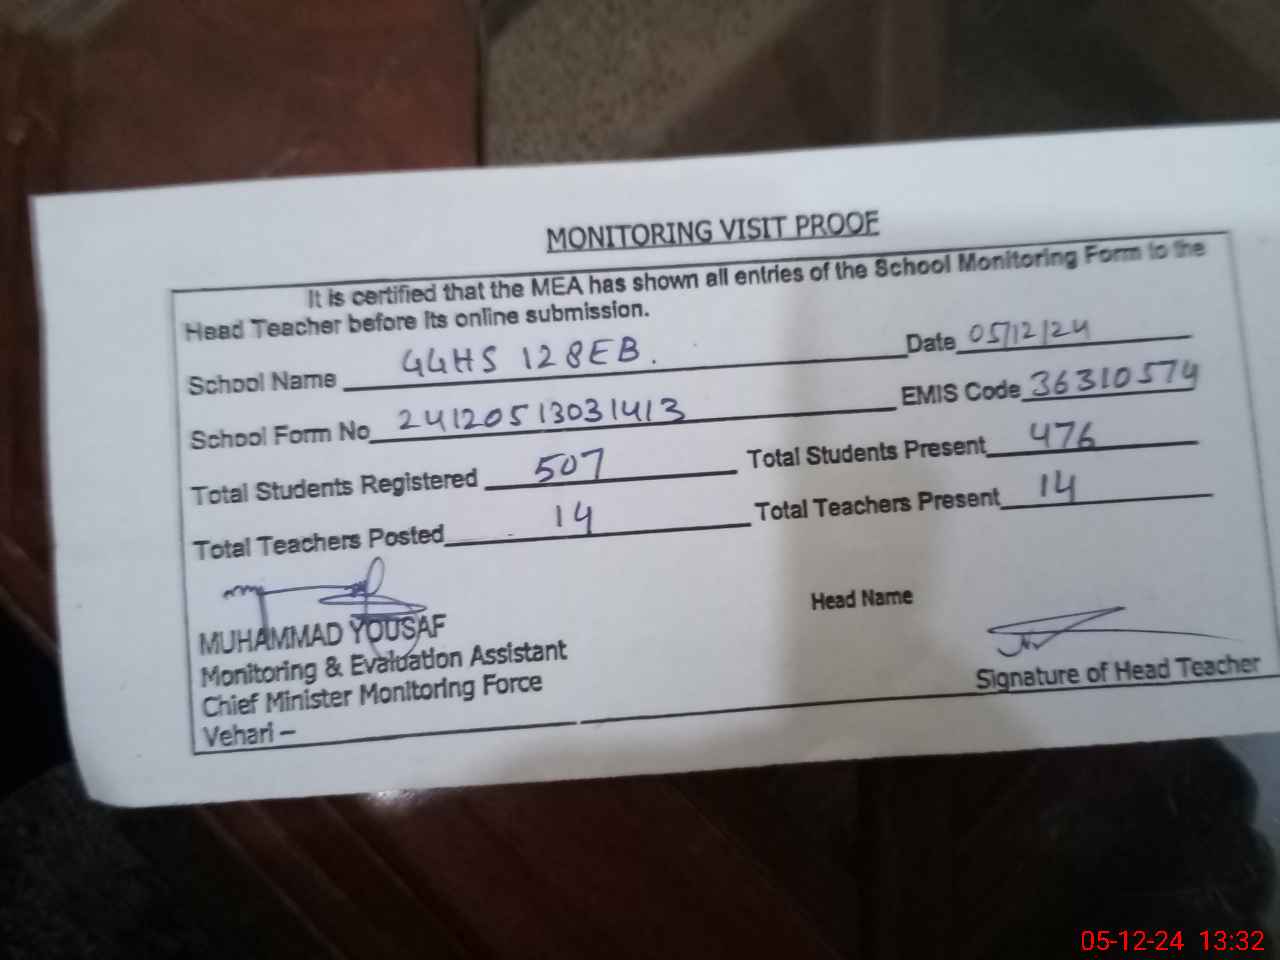 MONITORING VISIT PROOF
It is certified that the MEA has shown all entries of the School Monitoring Form to the
Head Teacher before its online submission.
School Name GGHS 128EB. Date 05/12/24
School Form No 24120513031413 EMIS Code 36310574
Total Students Registered 507 Total Students Present 476
Total Teachers Posted 14 Total Teachers Present 14
Head Name
MUHAMMAD YOUSAF
Monitoring & Evaluation Assistant Signature of Head Teacher
Chief Minister Monitoring Force
Vehari –
05-12-24 13:32